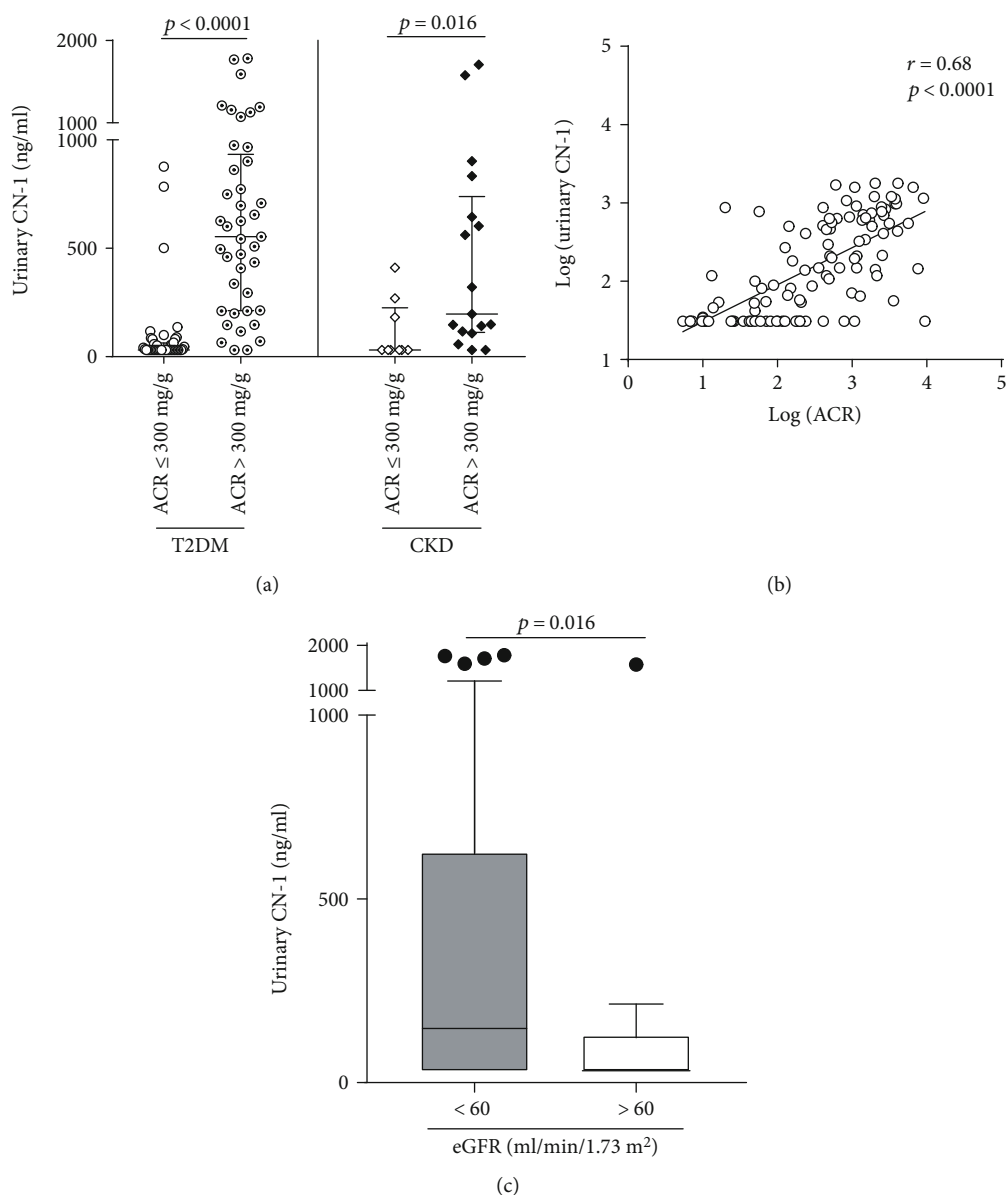 p < 0.0001
p = 0.016
2000
1000
1000
500
0
Urinary CN-1 (ng/ml)
ACR ≤ 300 mg/g
ACR > 300 mg/g
ACR ≤ 300 mg/g
ACR > 300 mg/g
T2DM
CKD
(a)
5
4
3
2
1
Log (urinary CN-1)
r = 0.68
p < 0.0001
0
1
2
3
4
5
Log (ACR)
(b)
p = 0.016
2000
1000
1000
500
0
Urinary CN-1 (ng/ml)
< 60
> 60
eGFR (ml/min/1.73 m²)
(c)